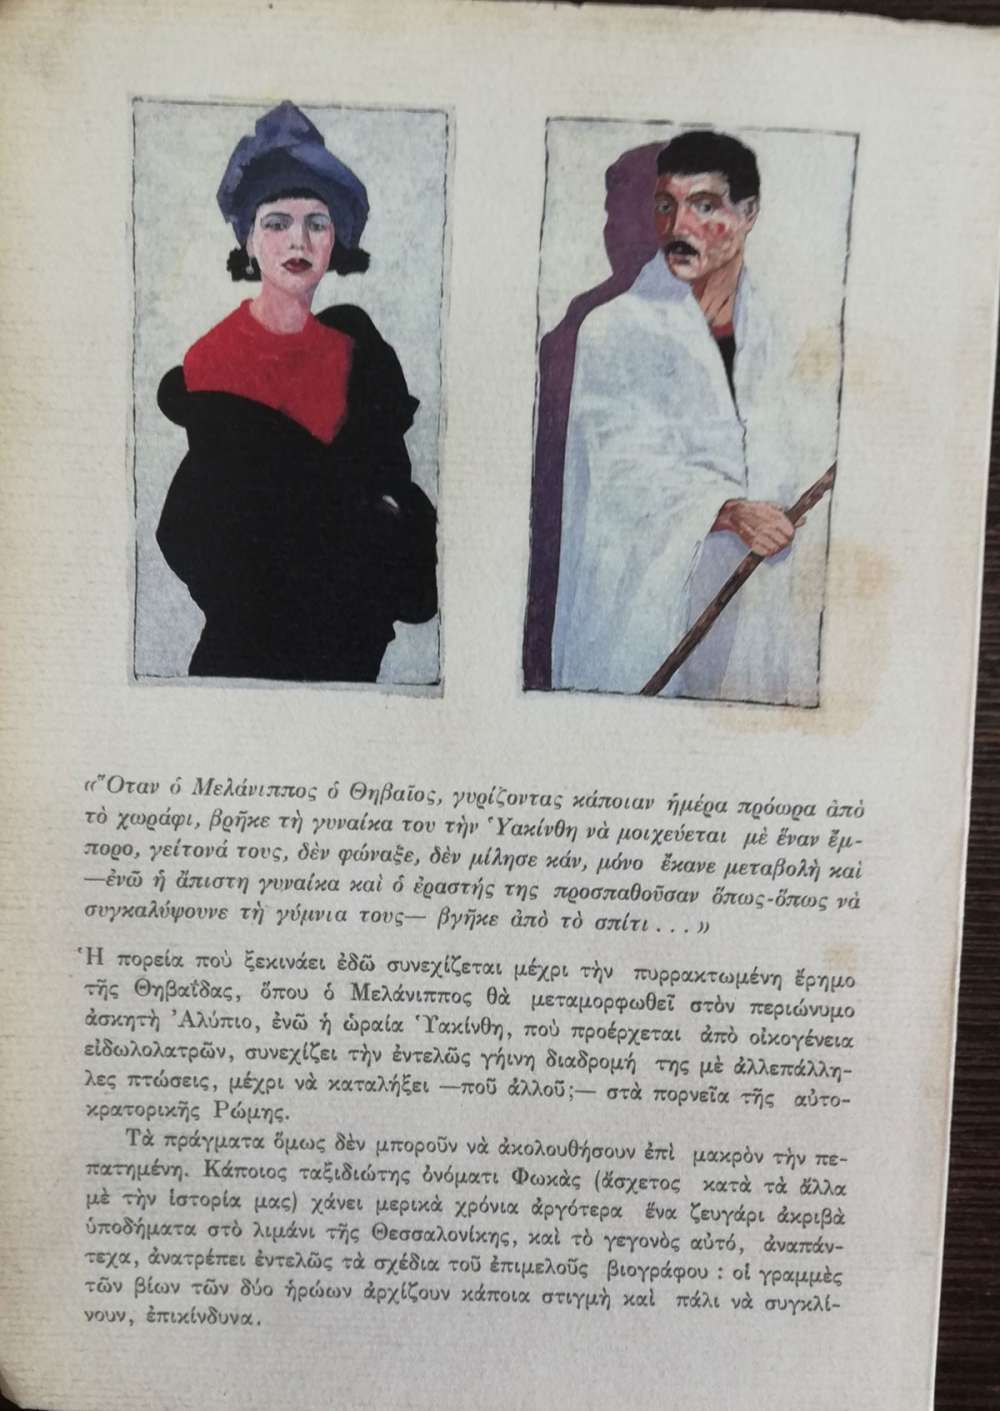 «"Οταν ὁ Μελάνιππος ὁ Θηβαῖος, γυρίζοντας κάποιαν ἡμέρα πρόωρα ἀπὸ
τὸ χωράφι, βρῆκε τὴ γυναίκα του τὴν Ὑακίνθη νὰ μοιχεύεται μὲ ἕναν ἔμ-
πορο, γείτονά τους, δὲν φώναξε, δὲν μίλησε κάν, μόνο ἔκανε μεταβολὴ καὶ
—ἐνῶ ἡ ἄπιστη γυναίκα καὶ ὁ ἐραστής της προσπαθοῦσαν ὅπως-ὅπως νὰ
συγκαλύψουνε τὴ γύμνια τους— βγῆκε ἀπὸ τὸ σπίτι . . . »
Ἡ πορεία ποὺ ξεκινάει ἐδῶ συνεχίζεται μέχρι τὴν πυρρακτωμένη ἔρημο
τῆς Θηβαΐδας, ὅπου ὁ Μελάνιππος θὰ μεταμορφωθεῖ στὸν περιώνυμο
ἀσκητὴ Ἀλύπιο, ἐνῶ ἡ ὡραία Ὑακίνθη, ποὺ προέρχεται ἀπὸ οἰκογένεια
εἰδωλολατρῶν, συνεχίζει τὴν ἐντελῶς γήινη διαδρομή της μὲ ἀλλεπάλλη-
λες πτώσεις, μέχρι νὰ καταλήξει —ποῦ ἀλλοῦ;— στὰ πορνεῖα τῆς αὐτο-
κρατορικῆς Ρώμης.
Τὰ πράγματα ὅμως δὲν μποροῦν νὰ ἀκολουθήσουν ἐπὶ μακρὸν τὴν πε-
πατημένη. Κάποιος ταξιδιώτης ὀνόματι Φωκὰς (ἄσχετος κατὰ τὰ ἄλλα
μὲ τὴν ἱστορία μας) χάνει μερικὰ χρόνια ἀργότερα ἕνα ζευγάρι ἀκριβὰ
ὑποδήματα στὸ λιμάνι τῆς Θεσσαλονίκης, καὶ τὸ γεγονὸς αὐτό, ἀναπάν-
τεχα, ἀνατρέπει ἐντελῶς τὰ σχέδια τοῦ ἐπιμελοῦς βιογράφου : οἱ γραμμὲς
τῶν βίων τῶν δύο ἡρώων ἀρχίζουν κάποια στιγμὴ καὶ πάλι νὰ συγκλί-
νουν, ἐπικίνδυνα.